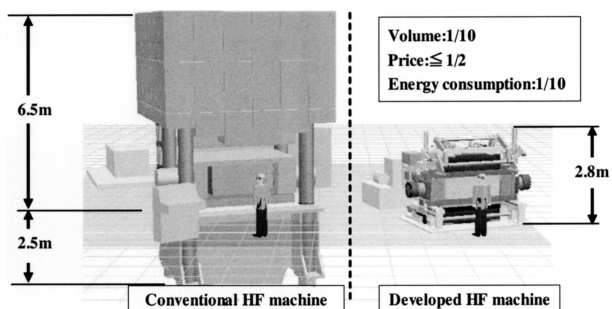 Volume:1/10
Price:≦ 1/2
Energy consumption:1/10
6.5m
2.8m
2.5m
Conventional HF machine
Developed HF machine